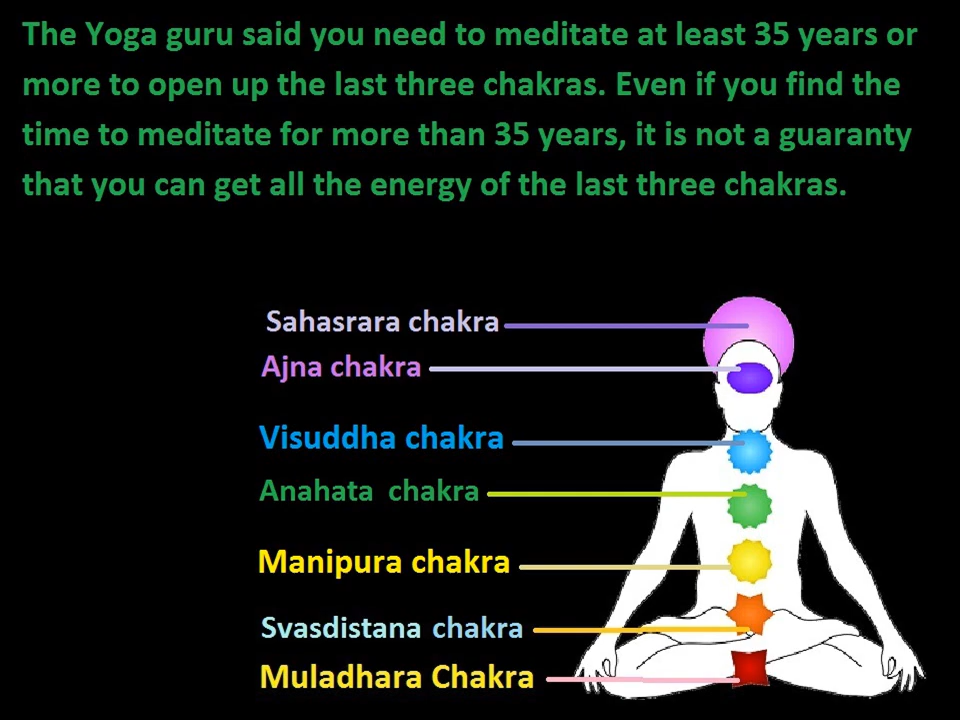 The Yoga guru said you need to meditate at least 35 years or
more to open up the last three chakras. Even if you find the
time to meditate for more than 35 years, it is not a guaranty
that you can get all the energy of the last three chakras.
Sahasrara chakra
Ajna chakra
Visuddha chakra
Anahata chakra
Manipura chakra
Svasdistana chakra
Muladhara Chakra